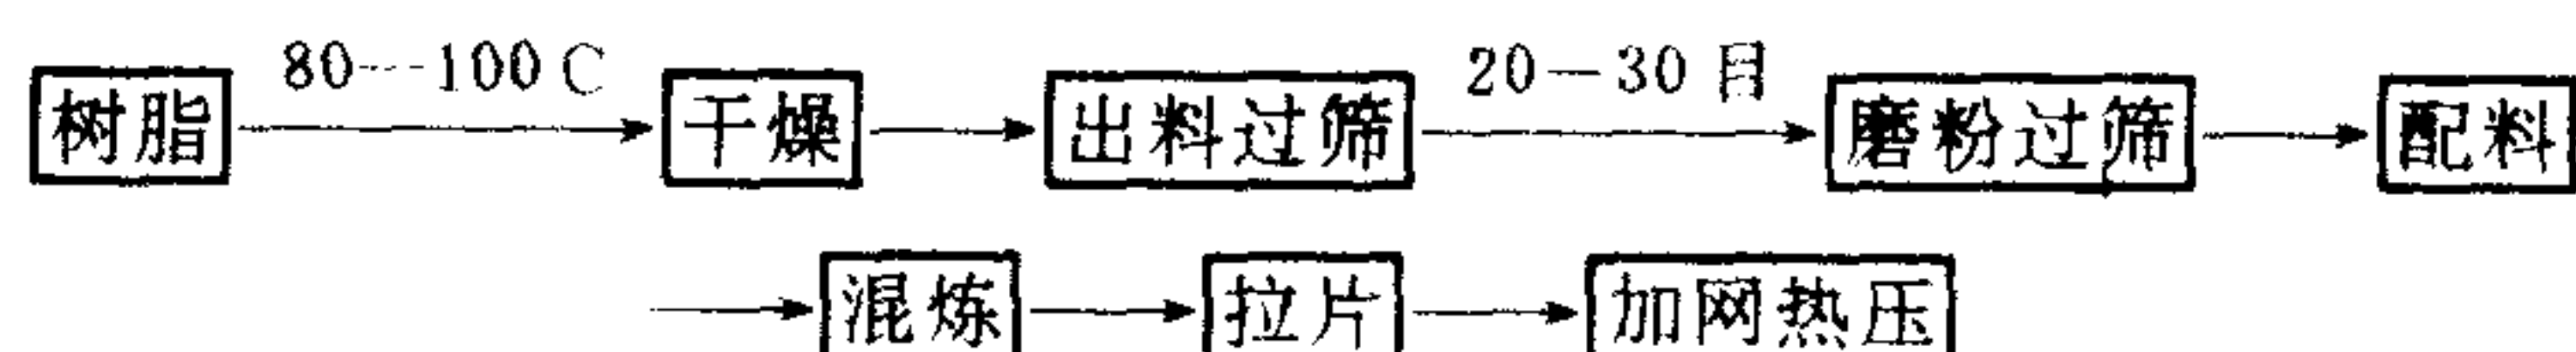 树脂 80—100 C 干燥 出料过筛 20—30 目 磨粉过筛 配料
混炼 拉片 加网热压